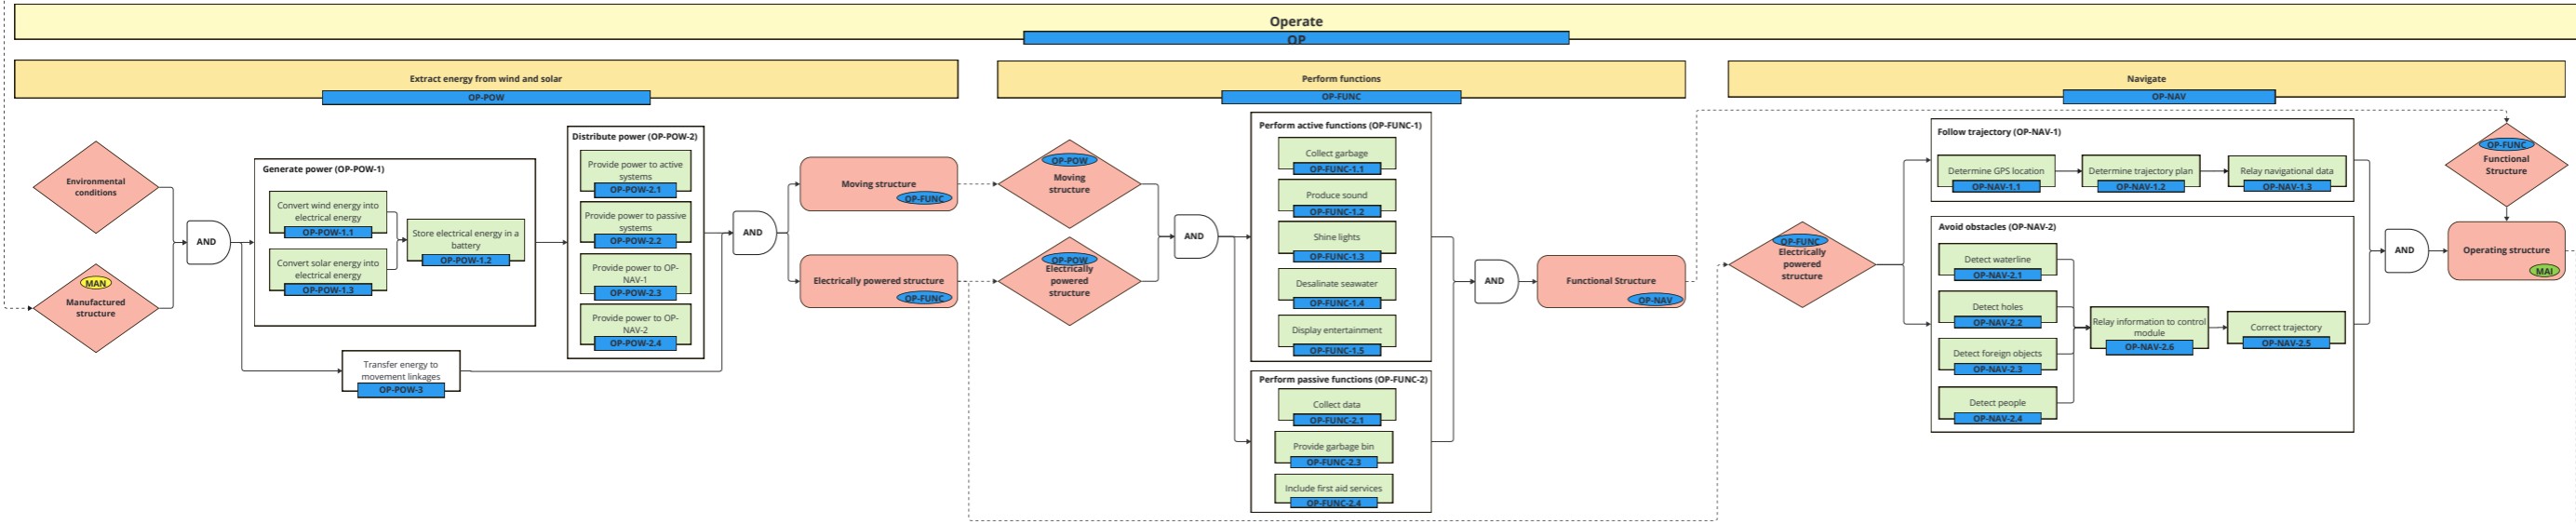 Operate
OP
Extract energy from wind and solar
OP-POW
Perform functions
OP-FUNC
Navigate
OP-NAV
Environmental
conditions
MAN
Manufactured
structure
AND
Generate power (OP-POW-1)
Convert wind energy into
electrical energy
OP-POW-1.1
Convert solar energy into
electrical energy
OP-POW-1.3
Store electrical energy in a
battery
OP-POW-1.2
Transfer energy to
movement linkages
OP-POW-3
Distribute power (OP-POW-2)
Provide power to active
systems
OP-POW-2.1
Provide power to passive
systems
OP-POW-2.2
Provide power to OP-
NAV-1
OP-POW-2.3
Provide power to OP-
NAV-2
OP-POW-2.4
AND
Moving structure
OP-FUNC
Electrically powered structure
OP-FUNC
OP-POW
Moving
structure
OP-POW
Electrically
powered
structure
AND
Perform active functions (OP-FUNC-1)
Collect garbage
OP-FUNC-1.1
Produce sound
OP-FUNC-1.2
Shine lights
OP-FUNC-1.3
Desalinate seawater
OP-FUNC-1.4
Display entertainment
OP-FUNC-1.5
Perform passive functions (OP-FUNC-2)
Collect data
OP-FUNC-2.1
Provide garbage bin
OP-FUNC-2.3
Include first aid services
OP-FUNC-2.4
AND
Functional Structure
OP-NAV
OP-FUNC
Electrically
powered
structure
Follow trajectory (OP-NAV-1)
Determine GPS location
OP-NAV-1.1
Determine trajectory plan
OP-NAV-1.2
Relay navigational data
OP-NAV-1.3
Avoid obstacles (OP-NAV-2)
Detect waterline
OP-NAV-2.1
Detect holes
OP-NAV-2.2
Detect foreign objects
OP-NAV-2.3
Detect people
OP-NAV-2.4
Relay information to control
module
OP-NAV-2.6
Correct trajectory
OP-NAV-2.5
AND
OP-FUNC
Functional
Structure
Operating structure
MAI